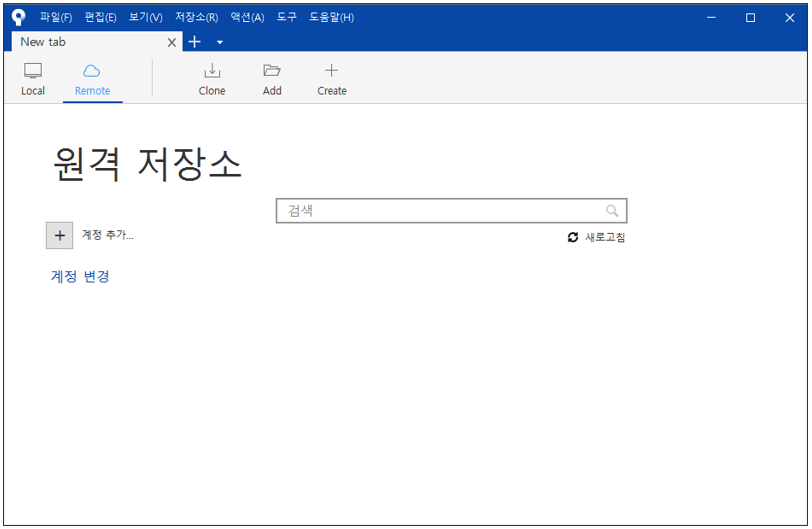 파일(F) 편집(E) 보기(V) 저장소(R) 액션(A) 도구 도움말(H)
New tab
Local Remote Clone Add Create
원격 저장소
검색
계정 추가... 새로고침
계정 변경